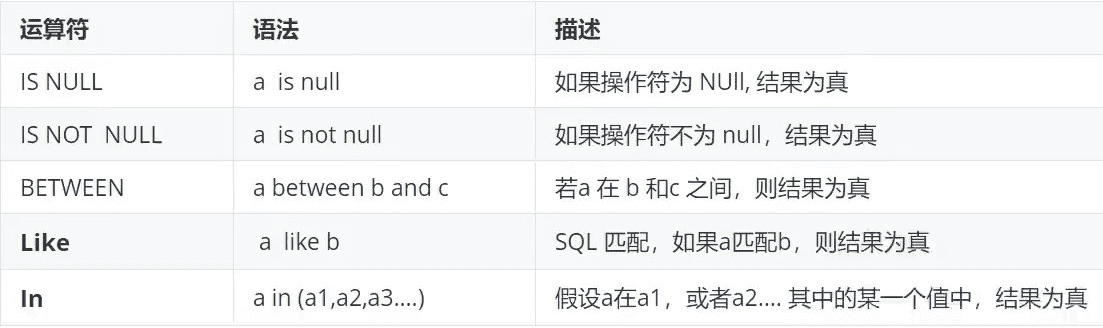 运算符 语法 描述
IS NULL a is null 如果操作符为 NUll, 结果为真
IS NOT NULL a is not null 如果操作符不为 null，结果为真
BETWEEN a between b and c 若a 在 b 和c 之间，则结果为真
Like a like b SQL 匹配，如果a匹配b，则结果为真
In a in (a1,a2,a3....) 假设a在a1，或者a2.... 其中的某一个值中，结果为真